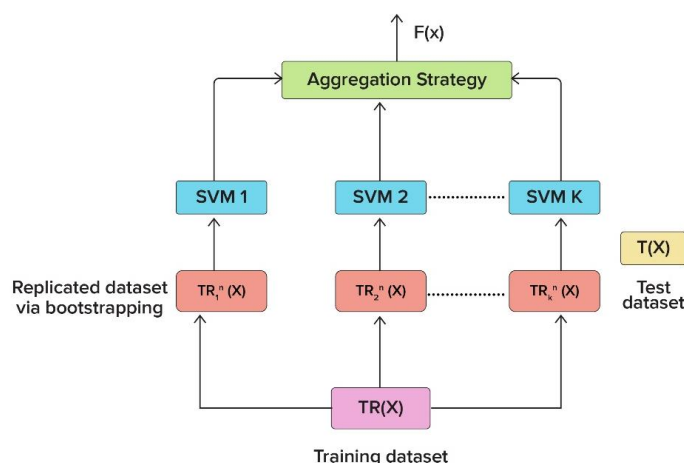 F(x)
Aggregation Strategy
SVM 1
SVM 2
SVM K
T(X)
Test
dataset
Replicated dataset
via bootstrapping
TR₁ⁿ (X)
TR₂ⁿ (X)
TRₖⁿ (X)
TR(X)
Training dataset